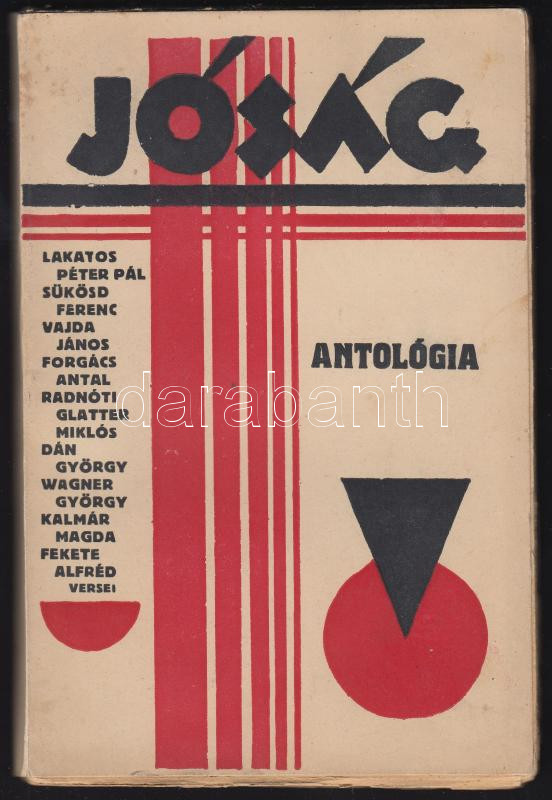 JÓSÁG
LAKATOS
PÉTER PÁL
SÜKÖSD
FERENC
VAJDA
JÁNOS
FORGÁCS
ANTAL
RADNÓTI
GLATTER
MIKLÓS
DÁN
GYÖRGY
WAGNER
GYÖRGY
KALMÁR
MAGDA
FEKETE
ALFRÉD
VERSEI
ANTOLÓGIA
darabanth